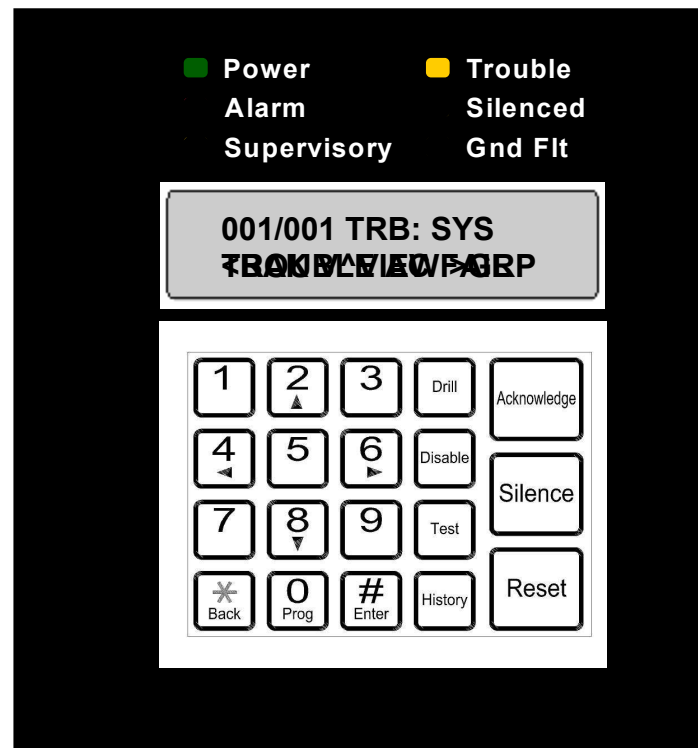 Power Trouble
Alarm Silenced
Supervisory Gnd Flt
001/001 TRB: SYS
1 2 3 Drill Acknowledge
4 5 6 Disable
Silence
7 8 9 Test
* 0 # History Reset
Back Prog Enter